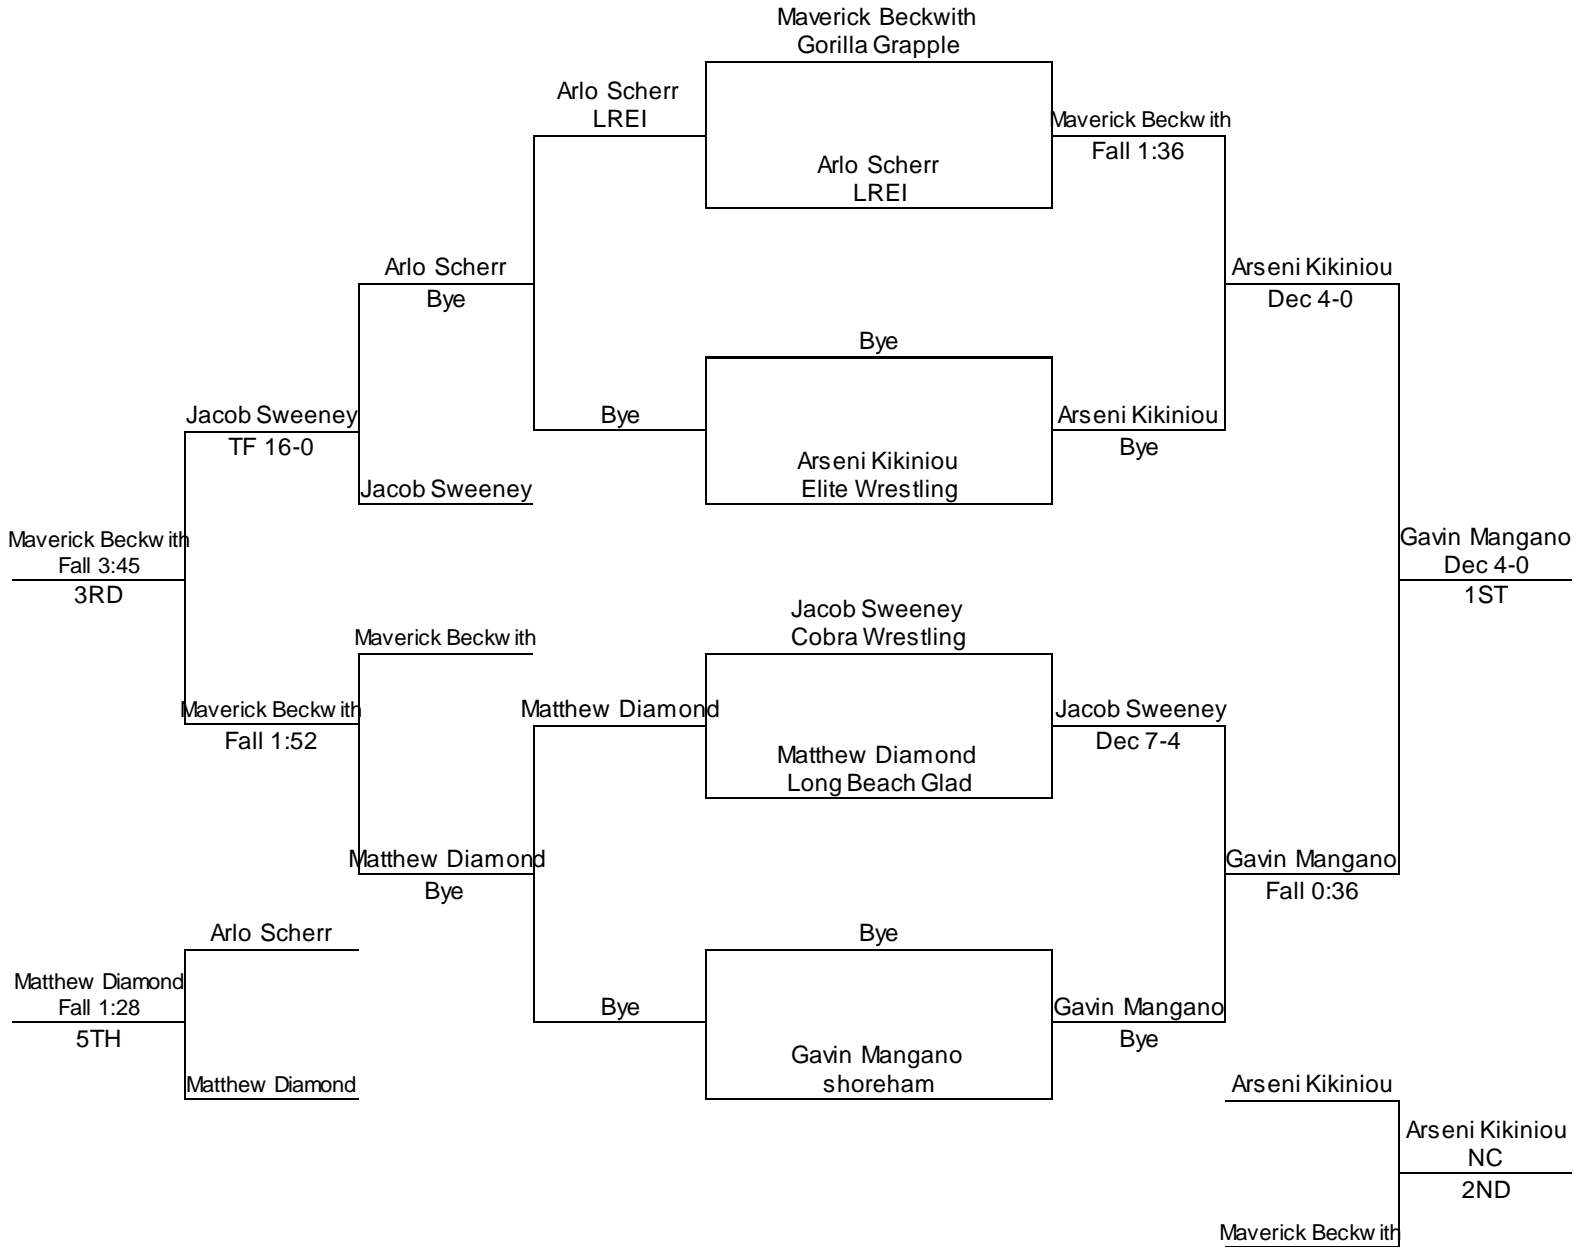 Maverick Beckwith
Gorilla Grapple
Arlo Scherr
LREI
Maverick Beckwith
Fall 1:36
Arlo Scherr
LREI
Arlo Scherr
Bye
Arseni Kikiniou
Dec 4-0
Bye
Jacob Sweeney
TF 16-0
Bye
Arseni Kikiniou
Bye
Arseni Kikiniou
Elite Wrestling
Jacob Sweeney
Maverick Beckwith
Fall 3:45
3RD
Gavin Mangano
Dec 4-0
1ST
Jacob Sweeney
Cobra Wrestling
Maverick Beckwith
Maverick Beckwith
Fall 1:52
Matthew Diamond
Jacob Sweeney
Dec 7-4
Matthew Diamond
Long Beach Glad
Matthew Diamond
Bye
Gavin Mangano
Fall 0:36
Arlo Scherr
Bye
Matthew Diamond
Fall 1:28
5TH
Bye
Gavin Mangano
Bye
Gavin Mangano
shoreham
Matthew Diamond
Arseni Kikiniou
Arseni Kikiniou
NC
2ND
Maverick Beckwith